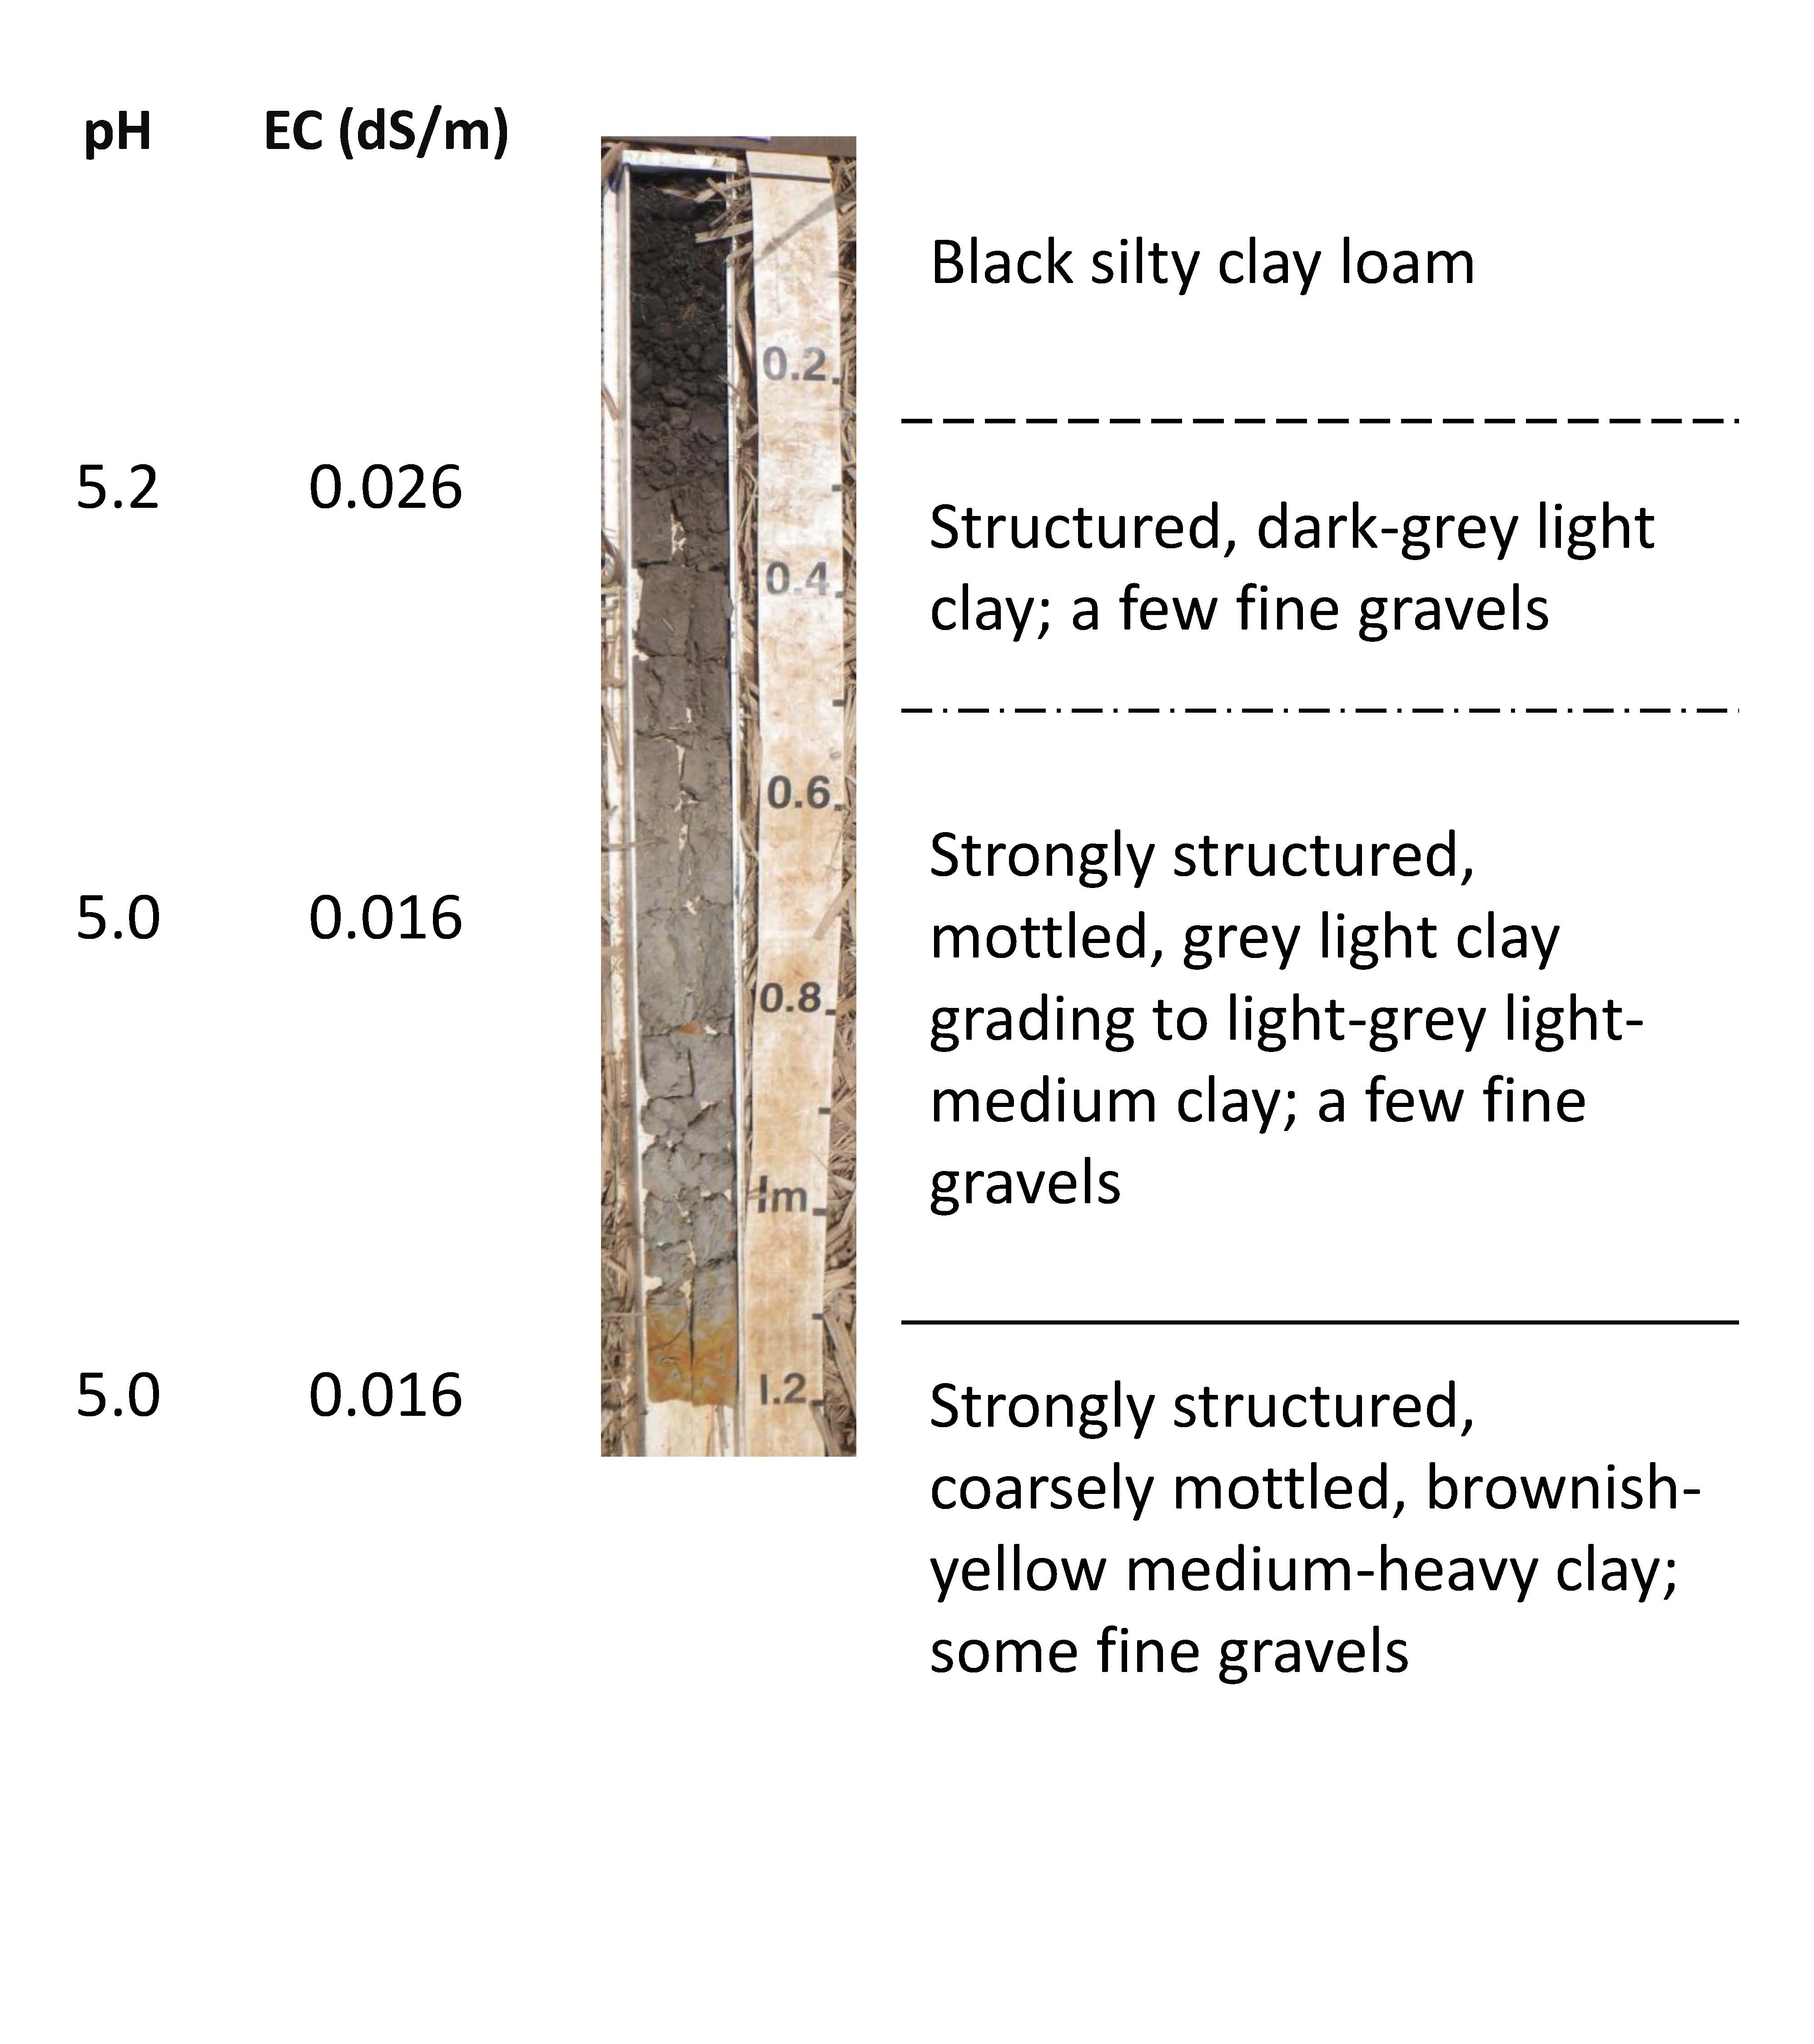 pH EC (dS/m)
Black silty clay loam
0.2
5.2 0.026
Structured, dark-grey light
clay; a few fine gravels
0.4
0.6
Strongly structured,
mottled, grey light clay
grading to light-grey light-
medium clay; a few fine
gravels
5.0 0.016
0.8
1m
1.2
5.0 0.016
Strongly structured,
coarsely mottled, brownish-
yellow medium-heavy clay;
some fine gravels